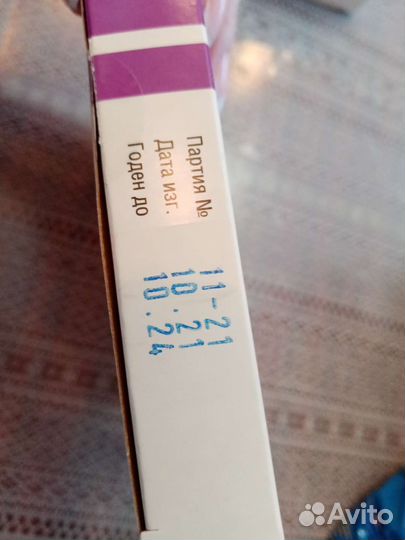 Партия № 11-21
Дата изг. 10.21
Годен до 10.24
Avito